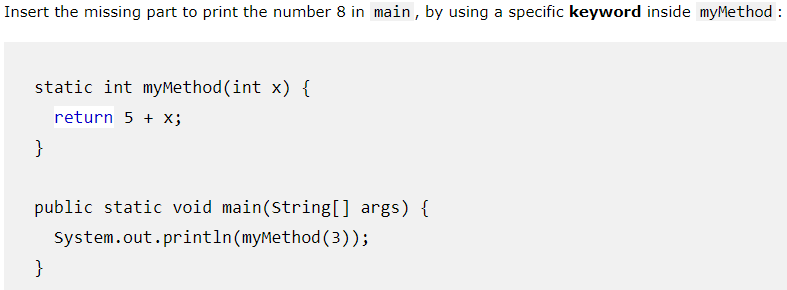 Insert the missing part to print the number 8 in main, by using a specific keyword inside myMethod:
static int myMethod(int x) {
return 5 + x;
}
public static void main(String[] args) {
System.out.println(myMethod(3));
}